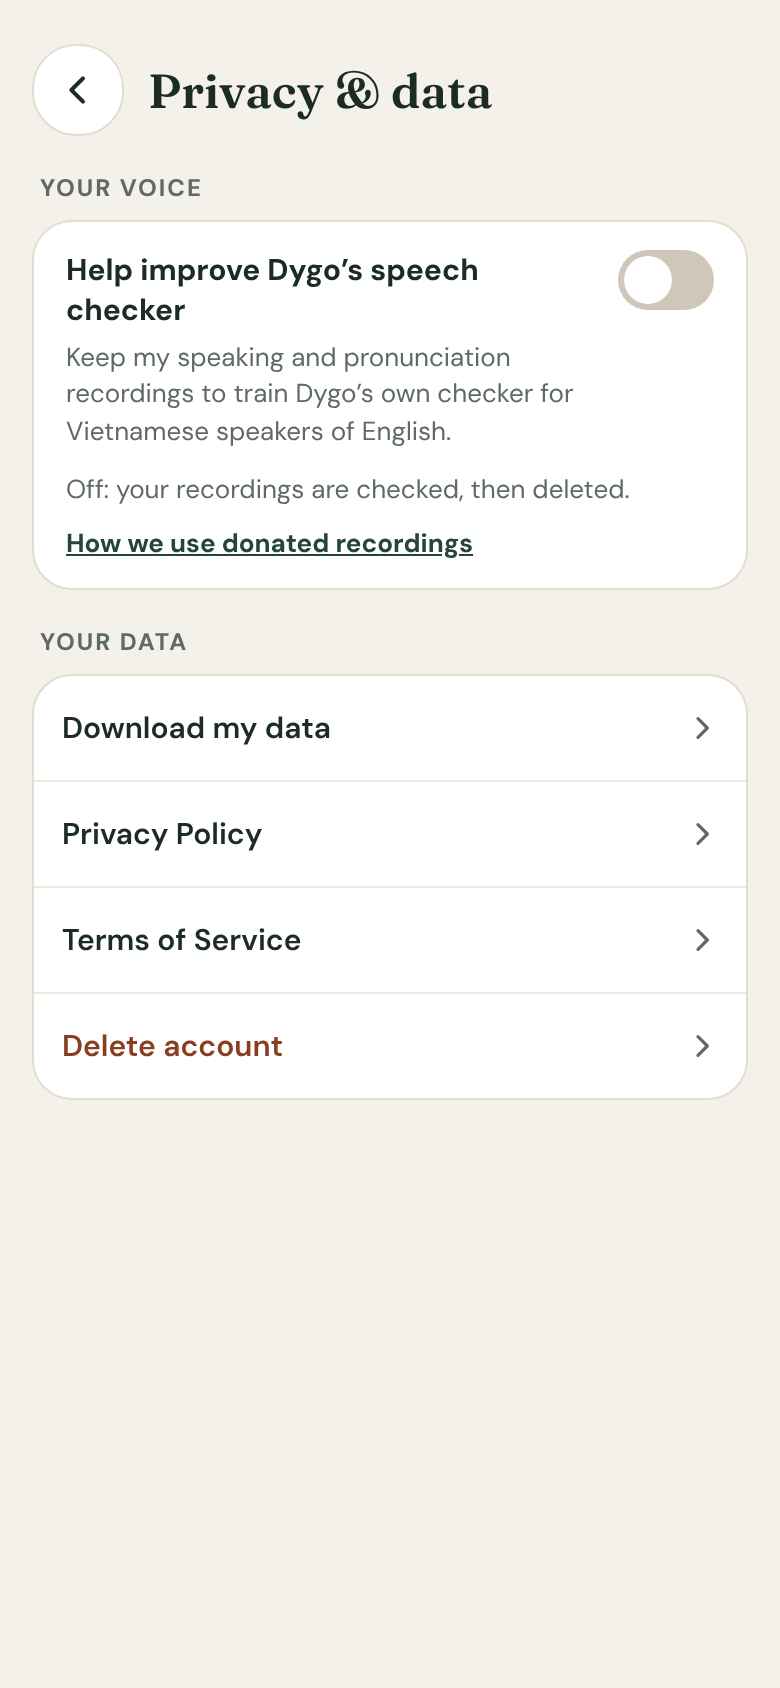 Privacy & data
YOUR VOICE
Help improve Dygo’s speech
checker
Keep my speaking and pronunciation
recordings to train Dygo’s own checker for
Vietnamese speakers of English.
Off: your recordings are checked, then deleted.
How we use donated recordings
YOUR DATA
Download my data
Privacy Policy
Terms of Service
Delete account